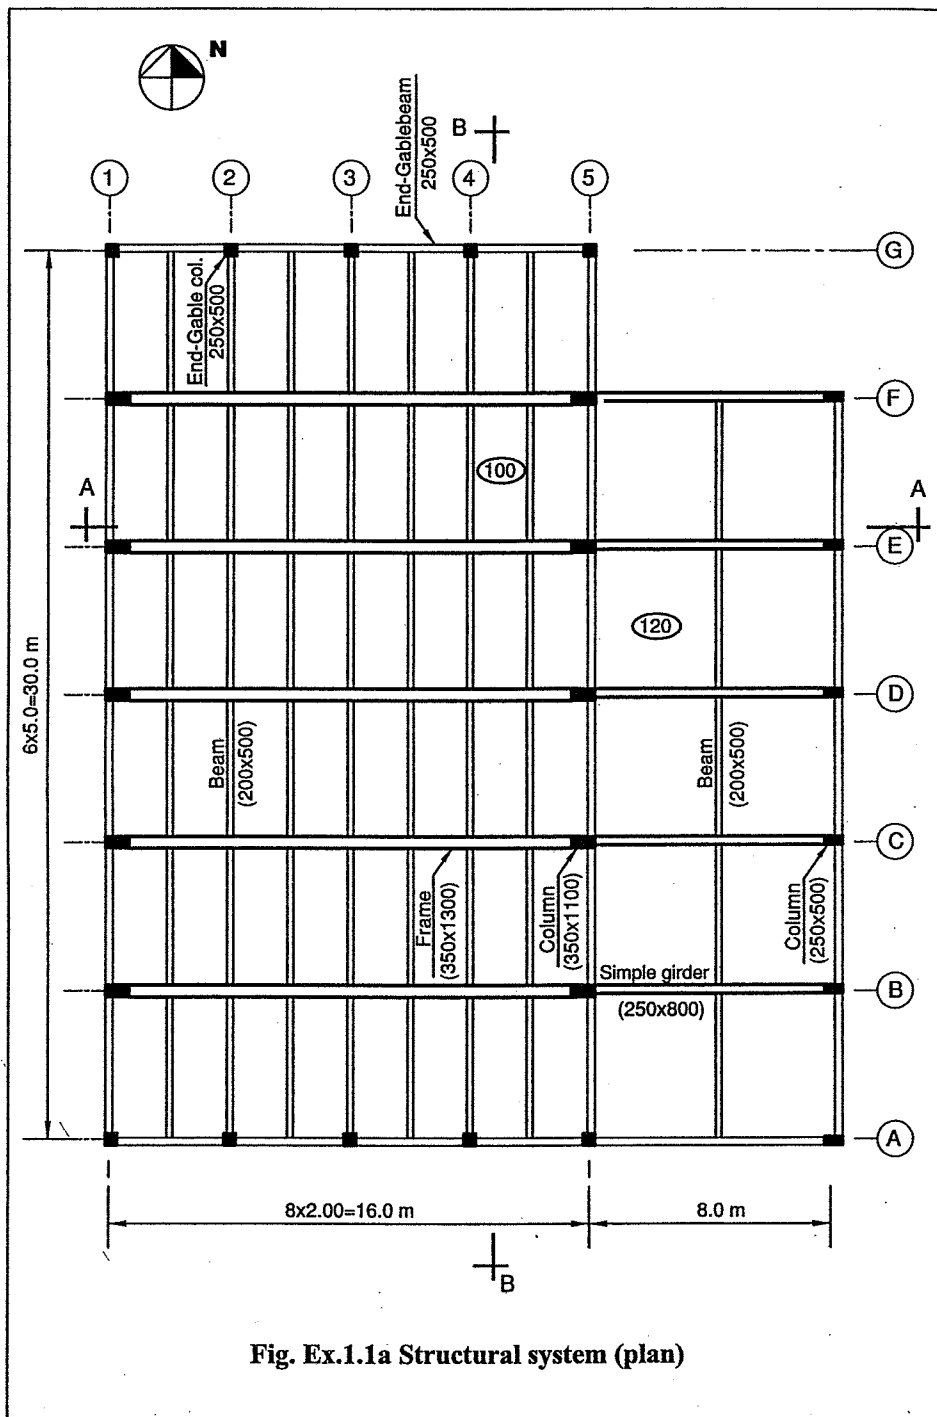 N
B
End-Gablebeam
250x500
1
2
3
4
5
G
End-Gable col.
250x500
F
100
A
A
E
120
6x5.0=30.0 m
D
Beam
(200x500)
Beam
(200x500)
C
Frame
(350x1300)
Column
(350x1100)
Column
(250x500)
Simple girder
(250x800)
B
A
8x2.00=16.0 m
8.0 m
B
Fig. Ex.1.1a Structural system (plan)